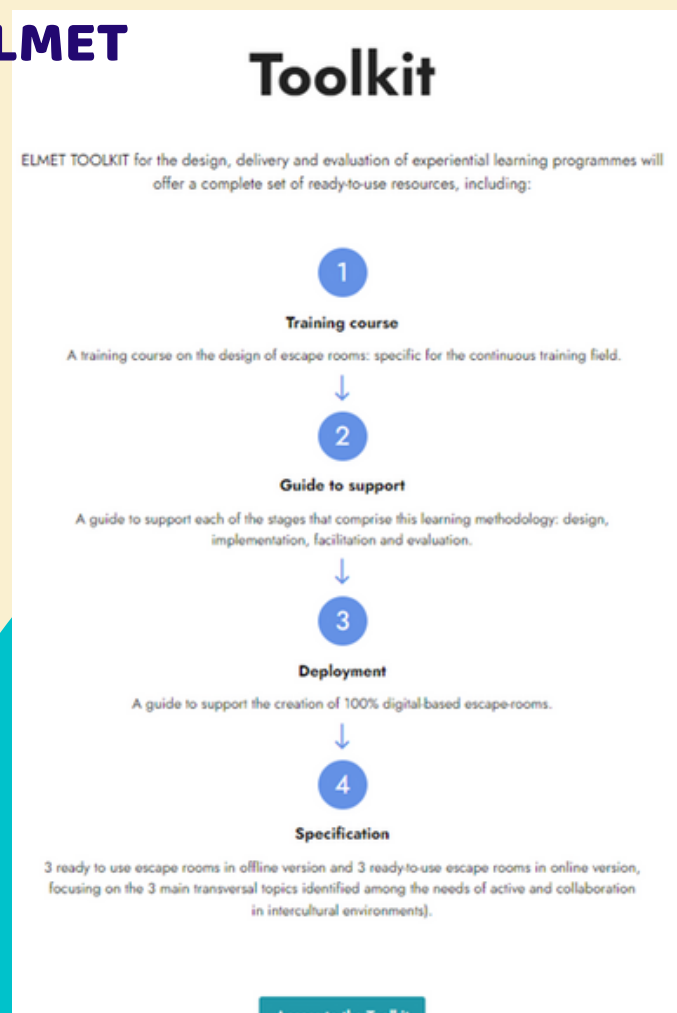 LMET
Toolkit
ELMET TOOLKIT for the design, delivery and evaluation of experiential learning programmes will
offer a complete set of ready-to-use resources, including:
1
Training course
A training course on the design of escape rooms: specific for the continuous training field.
↓
2
Guide to support
A guide to support each of the stages that comprise this learning methodology: design,
implementation, facilitation and evaluation.
↓
3
Deployment
A guide to support the creation of 100% digital-based escape-rooms.
↓
4
Specification
3 ready to use escape rooms in offline version and 3 ready-to-use escape rooms in online version,
focusing on the 3 main transversal topics identified among the needs of active and collaboration
in intercultural environments).